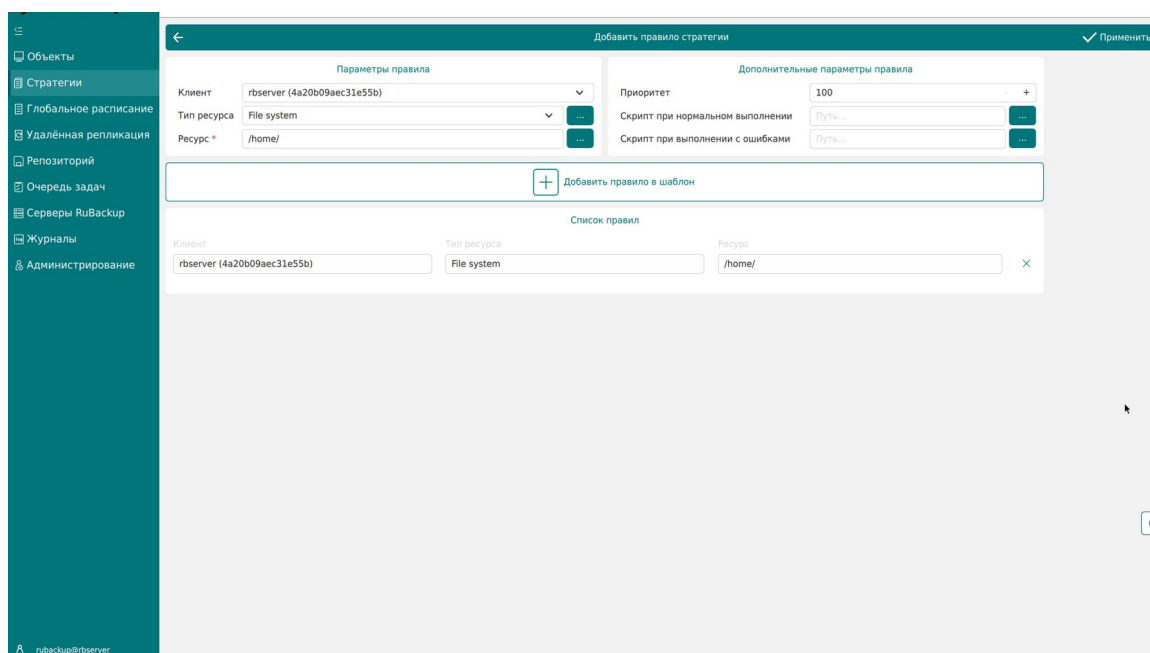 Добавить правило стратегии
Применить
Объекты
Стратегии
Глобальное расписание
Удалённая репликация
Репозиторий
Очередь задач
Серверы RuBackup
Журналы
Администрирование
rubackup@rbserver
Параметры правила
Клиент rbserver (4a20b09aec31e55b)
Тип ресурса File system ...
Ресурс * /home/ ...
Дополнительные параметры правила
Приоритет 100 - +
Скрипт при нормальном выполнении Путь... ...
Скрипт при выполнении с ошибками Путь... ...
Добавить правило в шаблон
Список правил
Клиент Тип ресурса Ресурс
rbserver (4a20b09aec31e55b) File system /home/